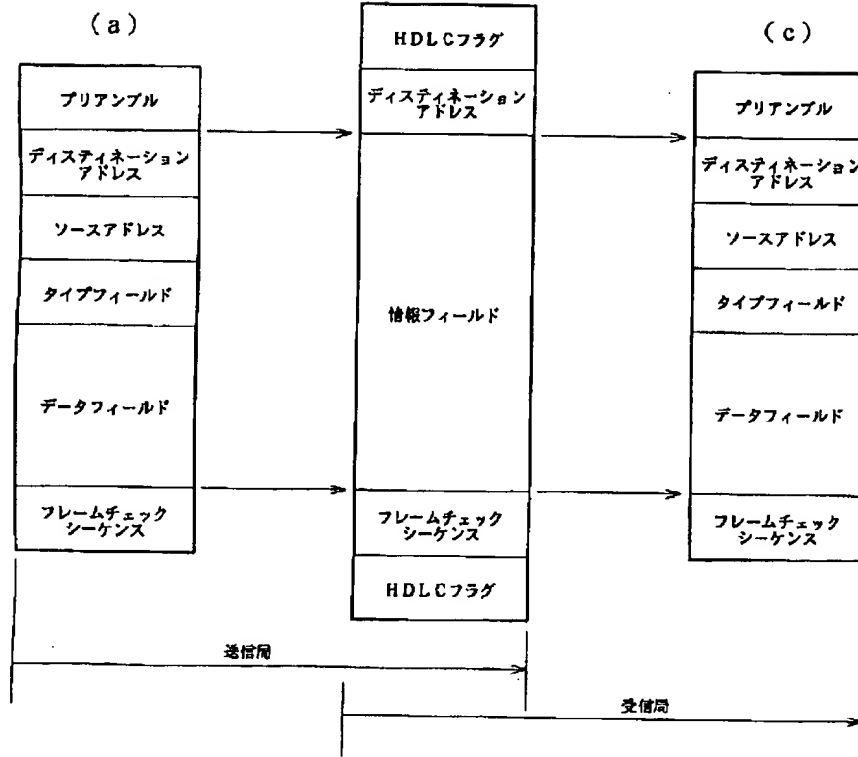 (a)
プリアンブル
ディスティネーション
アドレス
ソースアドレス
タイプフィールド
データフィールド
フレームチェック
シーケンス
HDLCフラグ
ディスティネーション
アドレス
情報フィールド
フレームチェック
シーケンス
HDLCフラグ
(c)
プリアンブル
ディスティネーション
アドレス
ソースアドレス
タイプフィールド
データフィールド
フレームチェック
シーケンス
送信局
受信局